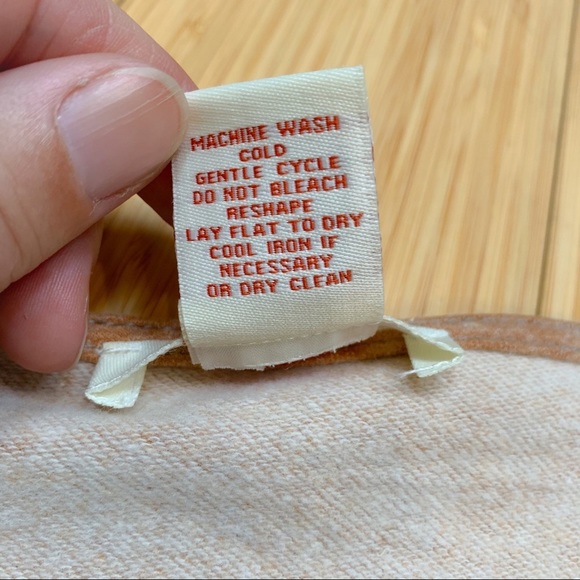 MACHINE WASH
COLD
GENTLE CYCLE
DO NOT BLEACH
RESHAPE
LAY FLAT TO DRY
COOL IRON IF
NECESSARY
OR DRY CLEAN